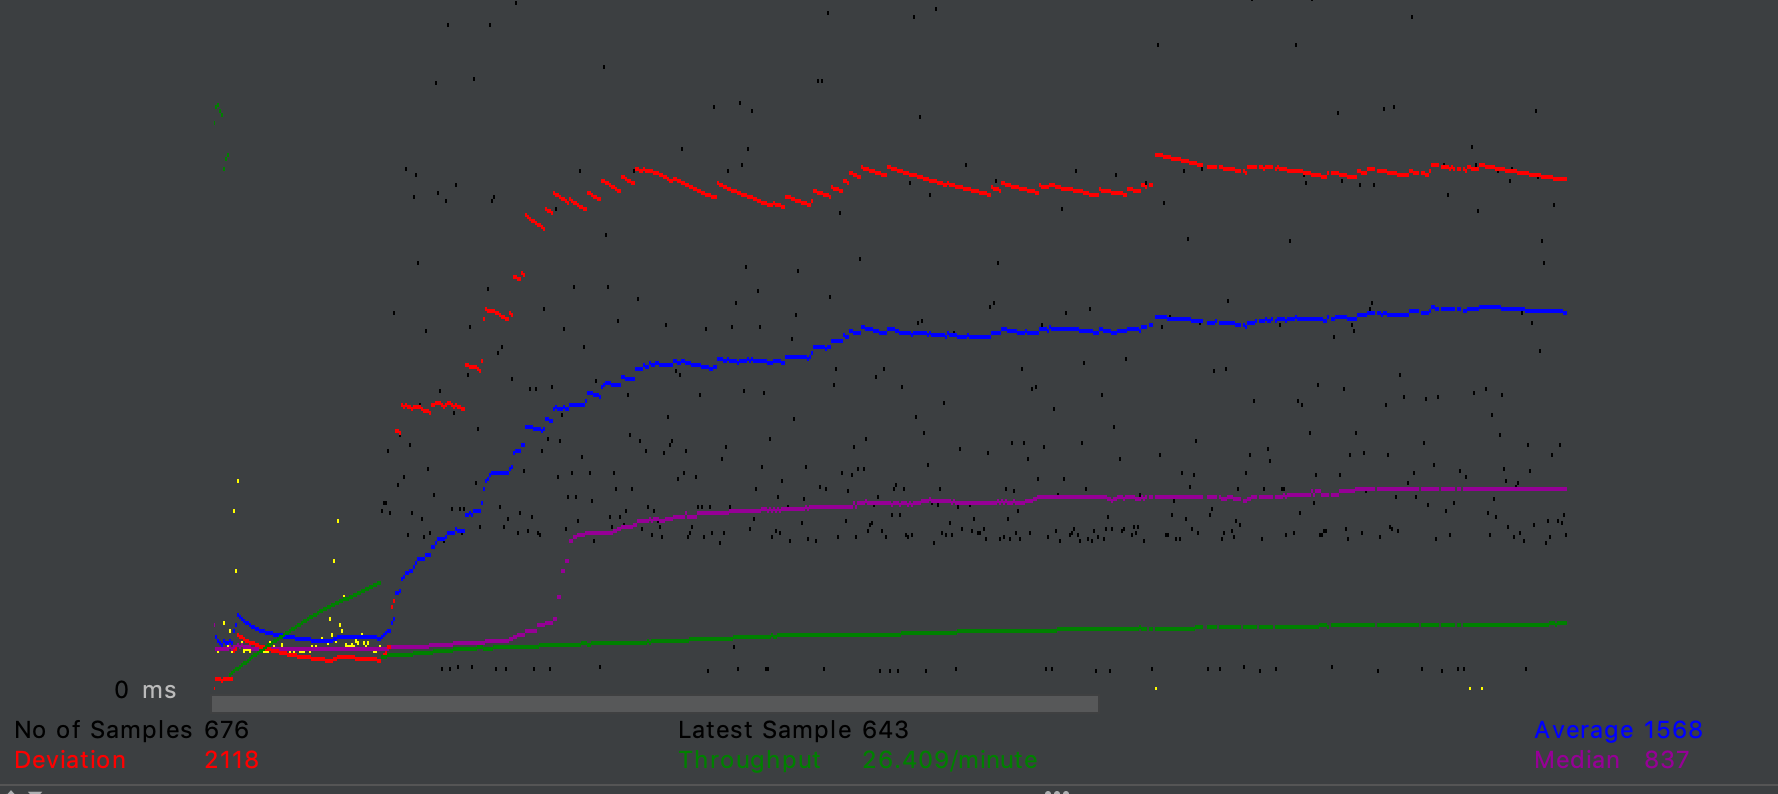 0 ms
No of Samples 676 Latest Sample 643 Average 1568
Deviation 2118 Throughput 26.409/minute Median 837